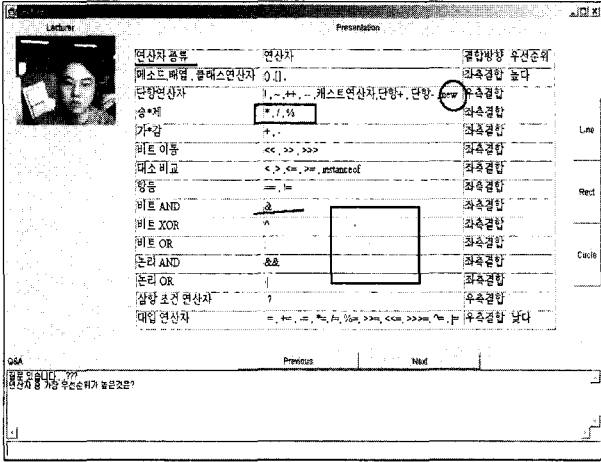 Lecturer
Presentation
연산자 종류 연산자 결합방향 우선순위
메소드,배열, 클래스연산자 () , [] , . 좌측결합 높다
단항연산자 ! , ~ , ++ , -- , 캐스트연산자,단항+ , 단항- , new 우측결합
승*제 * , / , % 좌측결합
가*감 + , - 좌측결합
비트 이동 << , >> , >>> 좌측결합
대소 비교 < , > , <= , >= , instanceof 좌측결합
항등 == , != 좌측결합
비트 AND & 좌측결합
비트 XOR ^ 좌측결합
비트 OR 좌측결합
논리 AND && 좌측결합
논리 OR 좌측결합
삼항 조건 연산자 ? 우측결합
대입 연산자 = , += , -= , *= , /= , %= , >>= , <<= , >>>= , ^= , |= 우측결합 낮다
Line
Rect
Circle
Q&A
Previous
Next
질문 있습니다. ???
연산자 중 가장 우선순위가 높은것은?